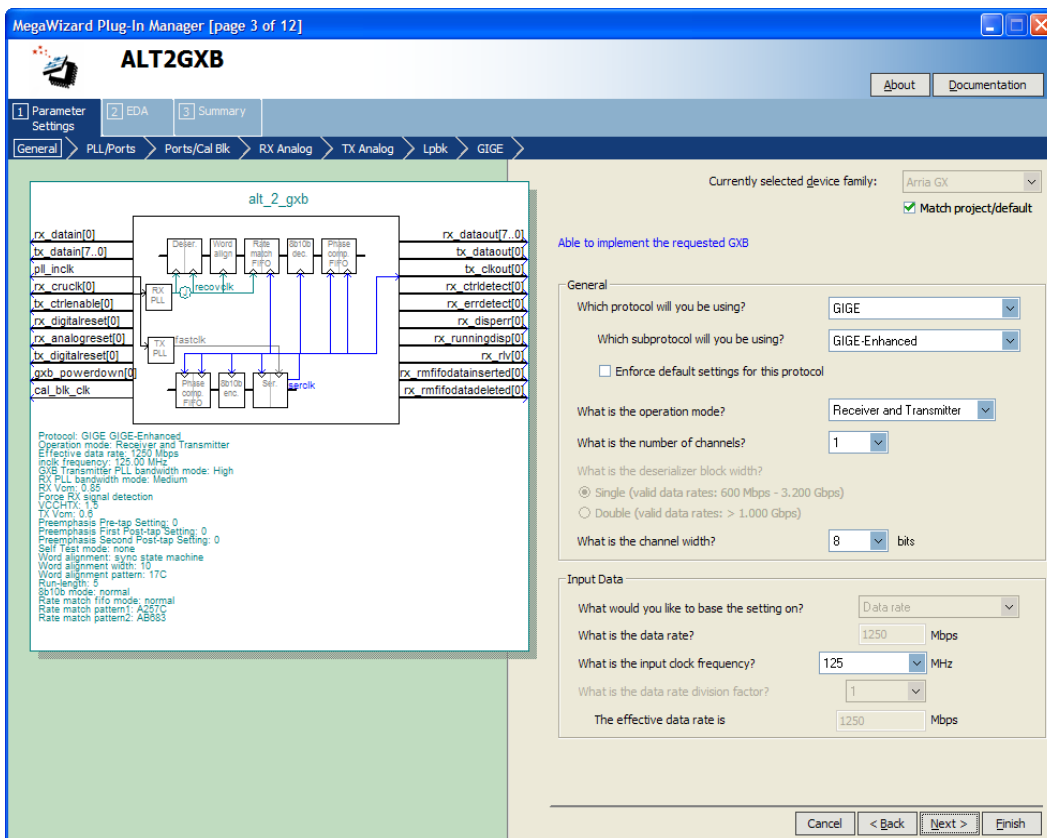 MegaWizard Plug-In Manager [page 3 of 12]
ALT2GXB
About
Documentation
1 Parameter Settings
2 EDA
3 Summary
General
PLL/Ports
Ports/Cal Blk
RX Analog
TX Analog
Lpbk
GIGE
alt_2_gxb
rx_datain[0]
tx_datain[7..0]
pll_inclk
rx_cruclk[0]
tx_ctrlenable[0]
rx_digitalreset[0]
rx_analogreset[0]
tx_digitalreset[0]
gxb_powerdown[0]
cal_blk_clk
Deser.
Word align
Rate match FIFO
8b10b dec.
Phase comp. FIFO
RX PLL
recovclk
TX PLL
fastclk
Phase comp. FIFO
8b10b enc.
Ser.
serclk
rx_dataout[7..0]
tx_dataout[0]
tx_clkout[0]
rx_ctrldetect[0]
rx_errdetect[0]
rx_disperr[0]
rx_runningdisp[0]
rx_rlv[0]
rx_rmfifodatainserted[0]
rx_rmfifodatadeleted[0]
Protocol: GIGE GIGE-Enhanced
Operation mode: Receiver and Transmitter
Effective data rate: 1250 Mbps
inclk frequency: 125.00 MHz
GXB Transmitter PLL bandwidth mode: High
RX PLL bandwidth mode: Medium
RX Vcm: 0.85
Force RX signal detection
VCCHTX: 1.5
TX Vcm: 0.6
Preemphasis Pre-tap Setting: 0
Preemphasis First Post-tap Setting: 0
Preemphasis Second Post-tap Setting: 0
Self Test mode: none
Word alignment: sync state machine
Word alignment width: 10
Word alignment pattern: 17C
Run-length: 5
8b10b mode: normal
Rate match fifo mode: normal
Rate match pattern1: A257C
Rate match pattern2: AB683
Currently selected device family:
Arria GX
Match project/default
Able to implement the requested GXB
General
Which protocol will you be using?
GIGE
Which subprotocol will you be using?
GIGE-Enhanced
Enforce default settings for this protocol
What is the operation mode?
Receiver and Transmitter
What is the number of channels?
1
What is the deserializer block width?
Single (valid data rates: 600 Mbps - 3.200 Gbps)
Double (valid data rates: > 1.000 Gbps)
What is the channel width?
8
bits
Input Data
What would you like to base the setting on?
Data rate
What is the data rate?
1250
Mbps
What is the input clock frequency?
125
MHz
What is the data rate division factor?
1
The effective data rate is
1250
Mbps
Cancel
< Back
Next >
Finish